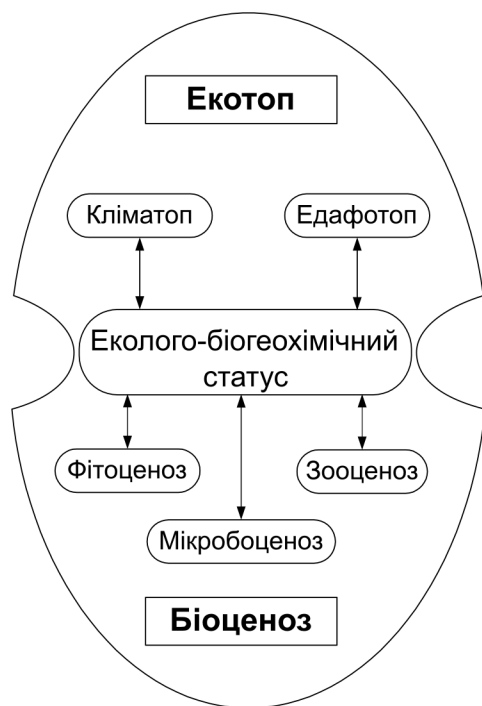 Екотоп
Кліматоп
Едафотоп
Еколого-біогеохімічний
статус
Фітоценоз
Зооценоз
Мікробоценоз
Біоценоз